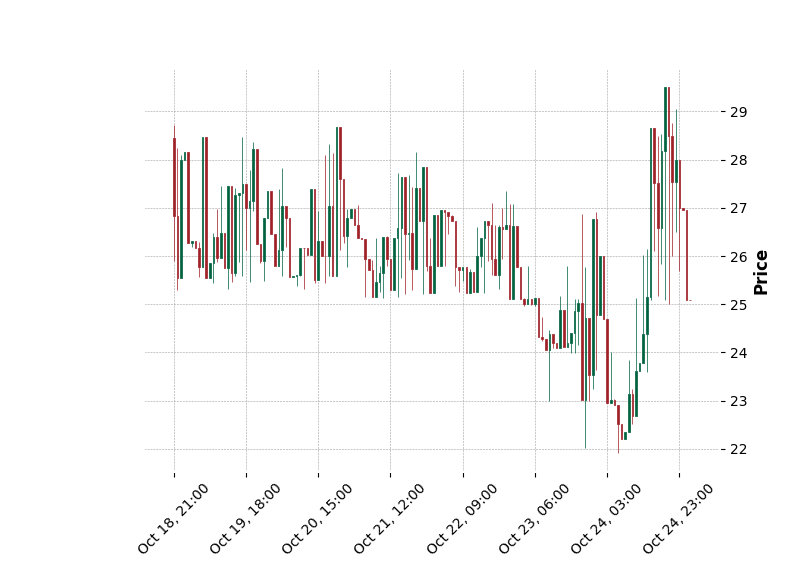 29
28
27
26
25
24
23
22
Price
Oct 18, 21:00
Oct 19, 18:00
Oct 20, 15:00
Oct 21, 12:00
Oct 22, 09:00
Oct 23, 06:00
Oct 24, 03:00
Oct 24, 23:00